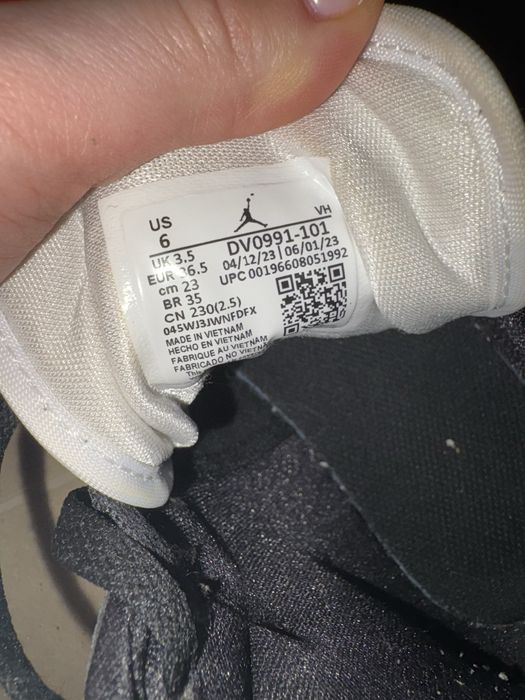 US
6
VH
UK 3.5
DV0991-101
EUR 36.5
04/12/23 | 06/01/23
cm 23
UPC 00196608051992
BR 35
CN 230(2.5)
045WJ3JWNFDFX
MADE IN VIETNAM
HECHO EN VIETNAM
FABRIQUE AU VIETNAM
FABRICADO NO VIETNAM